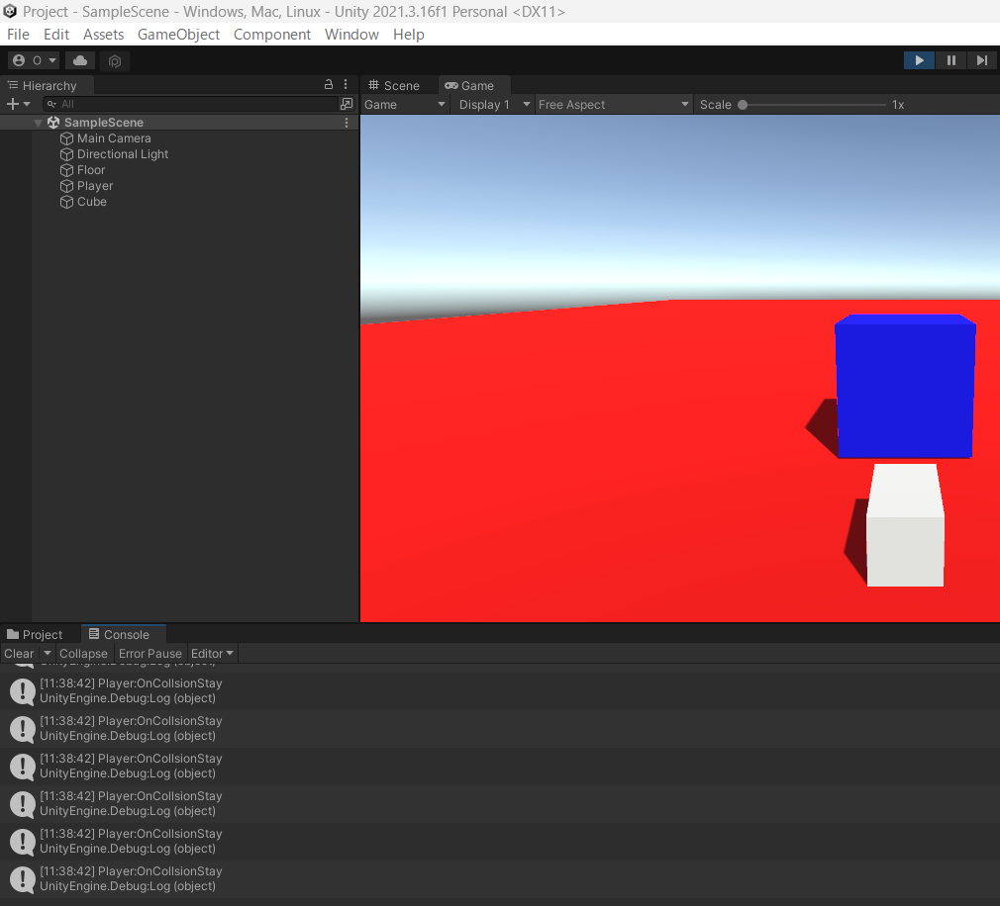 Project - SampleScene - Windows, Mac, Linux - Unity 2021.3.16f1 Personal <DX11>
File Edit Assets GameObject Component Window Help
O
Hierarchy
All
SampleScene
Main Camera
Directional Light
Floor
Player
Cube
Scene Game
Game Display 1 Free Aspect Scale 1x
Project Console
Clear Collapse Error Pause Editor
UnityEngine.Debug:Log (object)
[11:38:42] Player:OnCollsionStay
UnityEngine.Debug:Log (object)
[11:38:42] Player:OnCollsionStay
UnityEngine.Debug:Log (object)
[11:38:42] Player:OnCollsionStay
UnityEngine.Debug:Log (object)
[11:38:42] Player:OnCollsionStay
UnityEngine.Debug:Log (object)
[11:38:42] Player:OnCollsionStay
UnityEngine.Debug:Log (object)
[11:38:42] Player:OnCollsionStay
UnityEngine.Debug:Log (object)